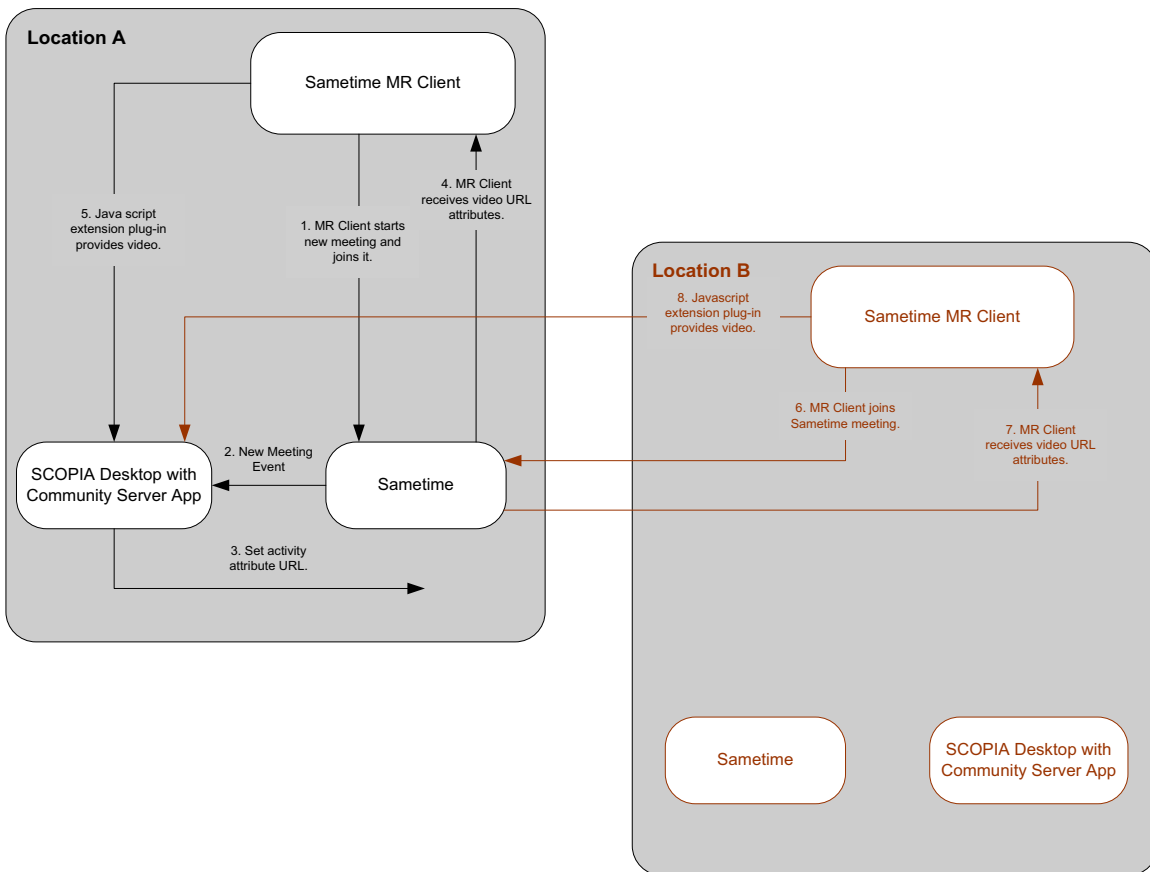 Location A
Sametime MR Client
4. MR Client
receives video URL
attributes.
5. Java script
extension plug-in
provides video.
1. MR Client starts
new meeting and
joins it.
2. New Meeting
Event
SCOPIA Desktop with
Community Server App
Sametime
3. Set activity
attribute URL.
Location B
8. Javascript
extension plug-in
provides video.
Sametime MR Client
6. MR Client joins
Sametime meeting.
7. MR Client
receives video URL
attributes.
Sametime
SCOPIA Desktop with
Community Server App